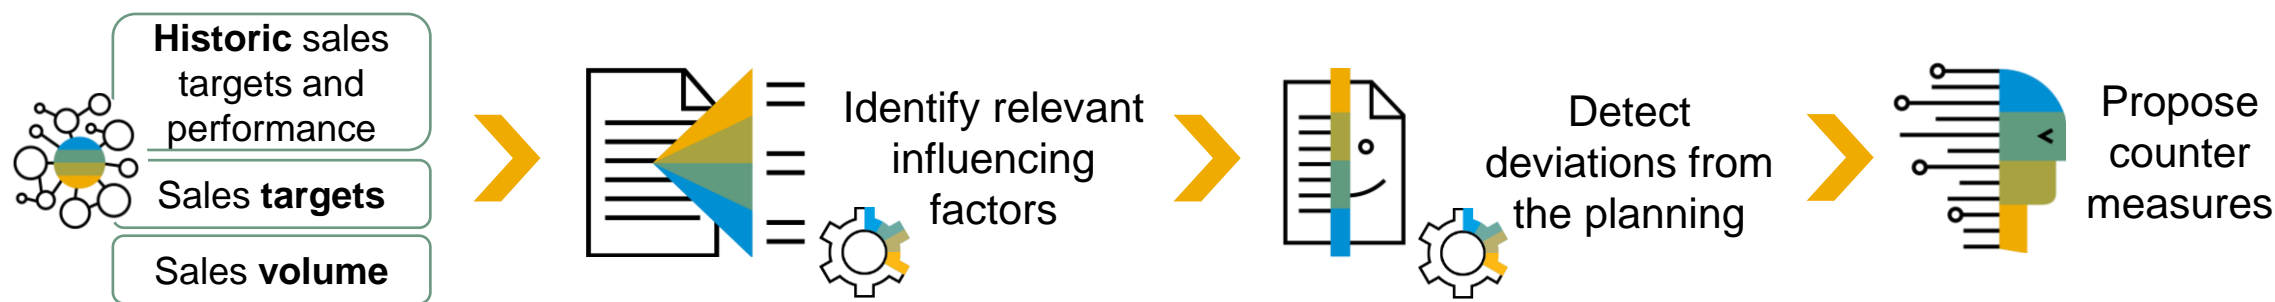 Historic sales
targets and
performance
Sales targets
Sales volume
Identify relevant
influencing
factors
Detect
deviations from
the planning
Propose
counter
measures